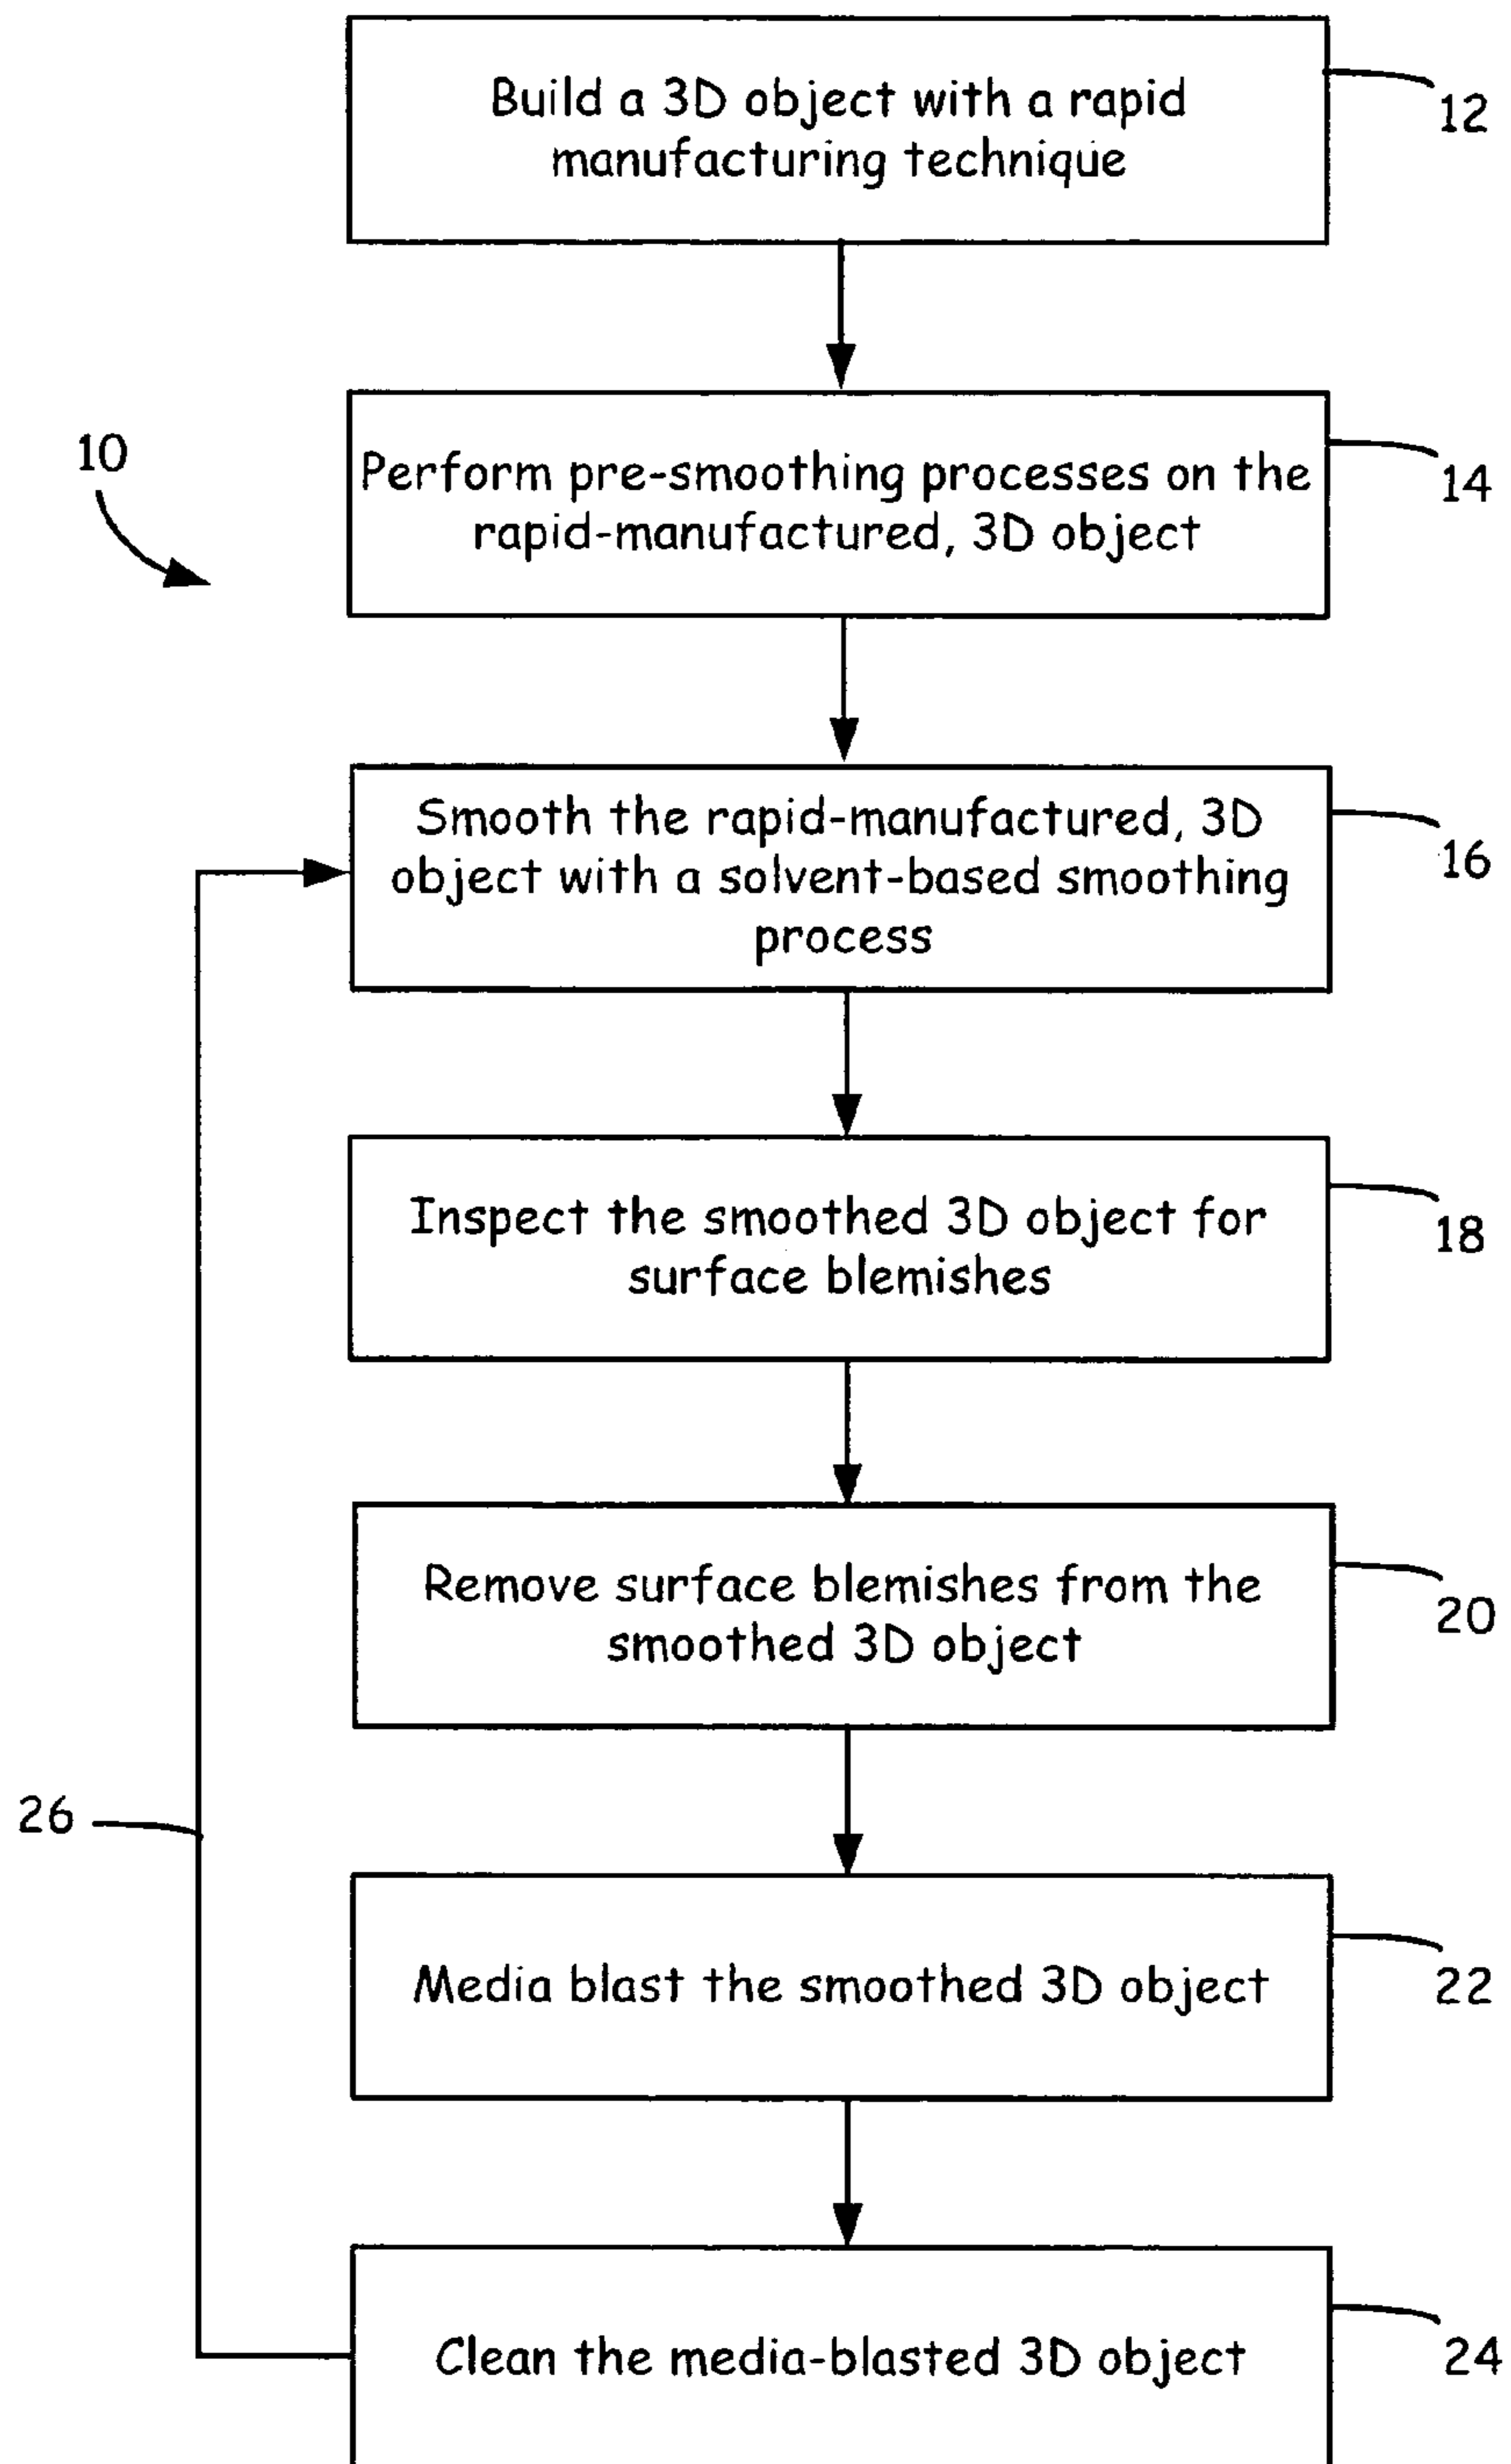 Build a 3D object with a rapid
manufacturing technique
12
10
Perform pre-smoothing processes on the
rapid-manufactured, 3D object
14
Smooth the rapid-manufactured, 3D
object with a solvent-based smoothing
process
16
Inspect the smoothed 3D object for
surface blemishes
18
Remove surface blemishes from the
smoothed 3D object
20
26
Media blast the smoothed 3D object
22
Clean the media-blasted 3D object
24